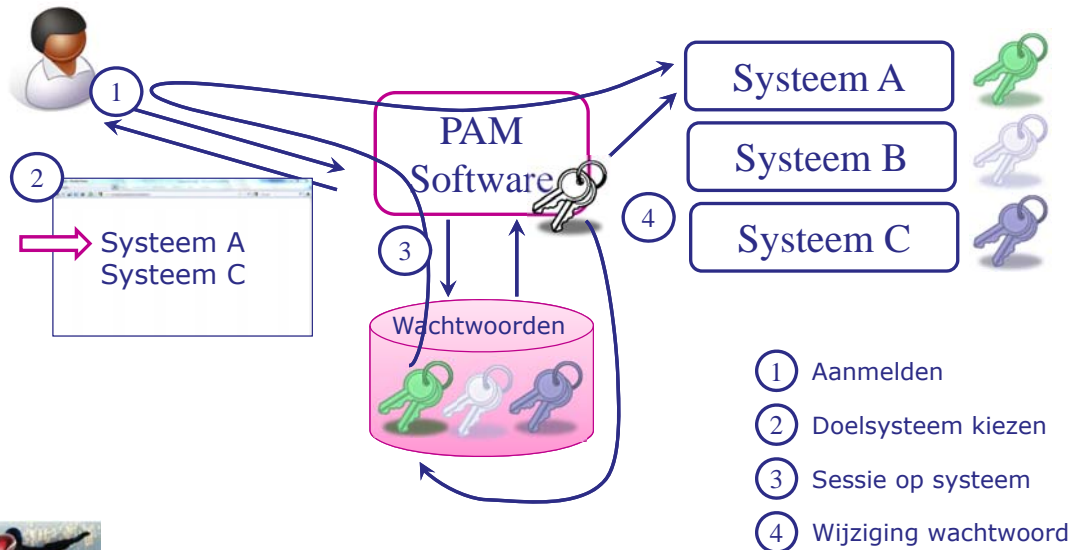 1
PAM
Software
Systeem A
Systeem B
Systeem C
2
Systeem A
Systeem C
3
4
Wachtwoorden
1 Aanmelden
2 Doelsysteem kiezen
3 Sessie op systeem
4 Wijziging wachtwoord